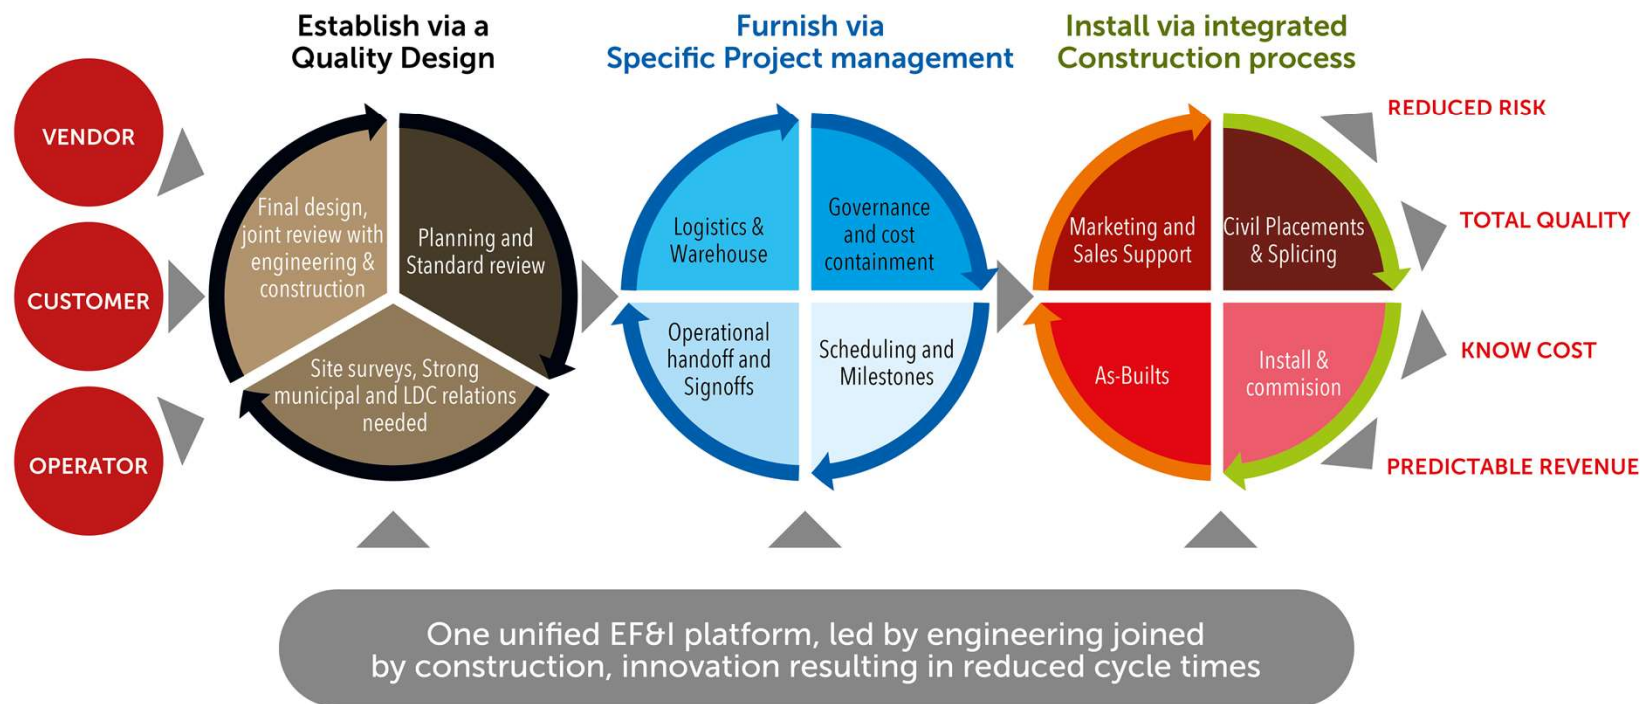 Establish via a
Quality Design
Furnish via
Specific Project management
Install via integrated
Construction process
VENDOR
CUSTOMER
OPERATOR
Final design,
joint review with
engineering &
construction
Planning and
Standard review
Site surveys, Strong
municipal and LDC relations
needed
Logistics &
Warehouse
Governance
and cost
containment
Operational
handoff and
Signoffs
Scheduling and
Milestones
Marketing and
Sales Support
Civil Placements
& Splicing
As-Builts
Install &
commision
REDUCED RISK
TOTAL QUALITY
KNOW COST
PREDICTABLE REVENUE
One unified EF&I platform, led by engineering joined
by construction, innovation resulting in reduced cycle times